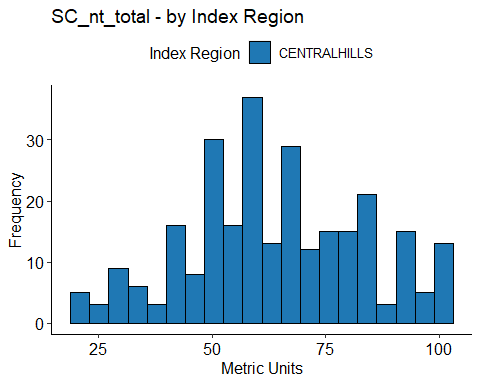 SC_nt_total - by Index Region
Index Region CENTRALHILLS
Frequency
30
20
10
0
25 50 75 100
Metric Units